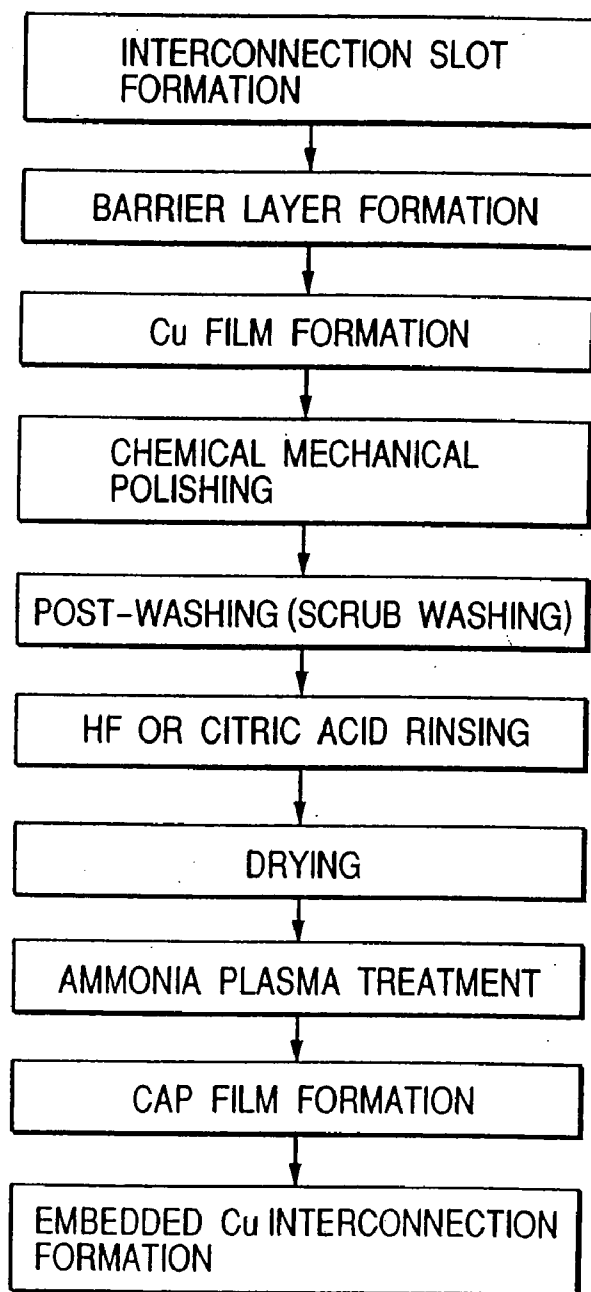 INTERCONNECTION SLOT
FORMATION
BARRIER LAYER FORMATION
Cu FILM FORMATION
CHEMICAL MECHANICAL
POLISHING
POST-WASHING (SCRUB WASHING)
HF OR CITRIC ACID RINSING
DRYING
AMMONIA PLASMA TREATMENT
CAP FILM FORMATION
EMBEDDED Cu INTERCONNECTION
FORMATION